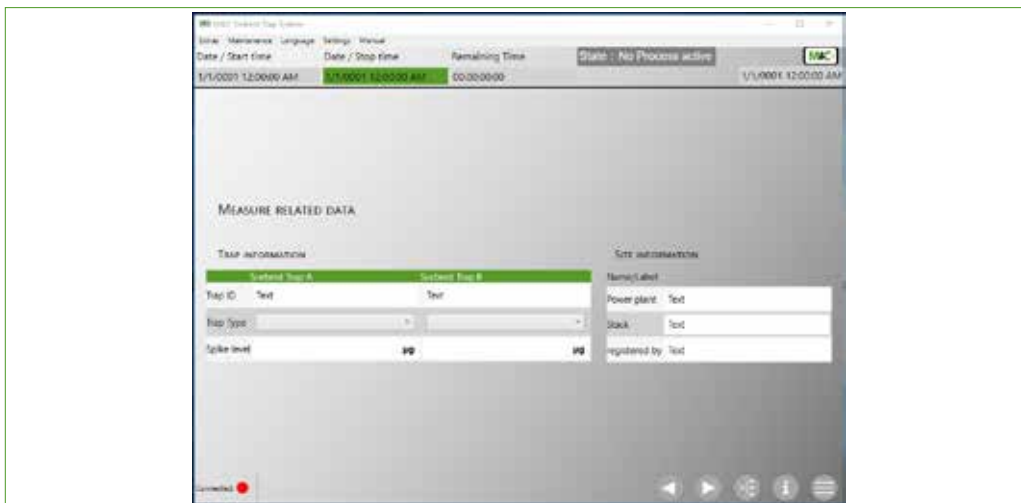 Sorbent Trap System
Extras Maintenance Language Settings Manual
Date / Start time Date / Stop time Remaining Time State : No Process active M&C
1/1/0001 12:00:00 AM 1/1/0001 12:00:00 AM 00:00:00:00 1/1/0001 12:00:00 AM
MEASURE RELATED DATA
TRAP INFORMATION SITE INFORMATION
Sorbent Trap A Sorbent Trap B Name/Label
Trap ID Text Text Power plant Text
Trap Type Stack Text
Spike level µg µg registered by Text
Connected: